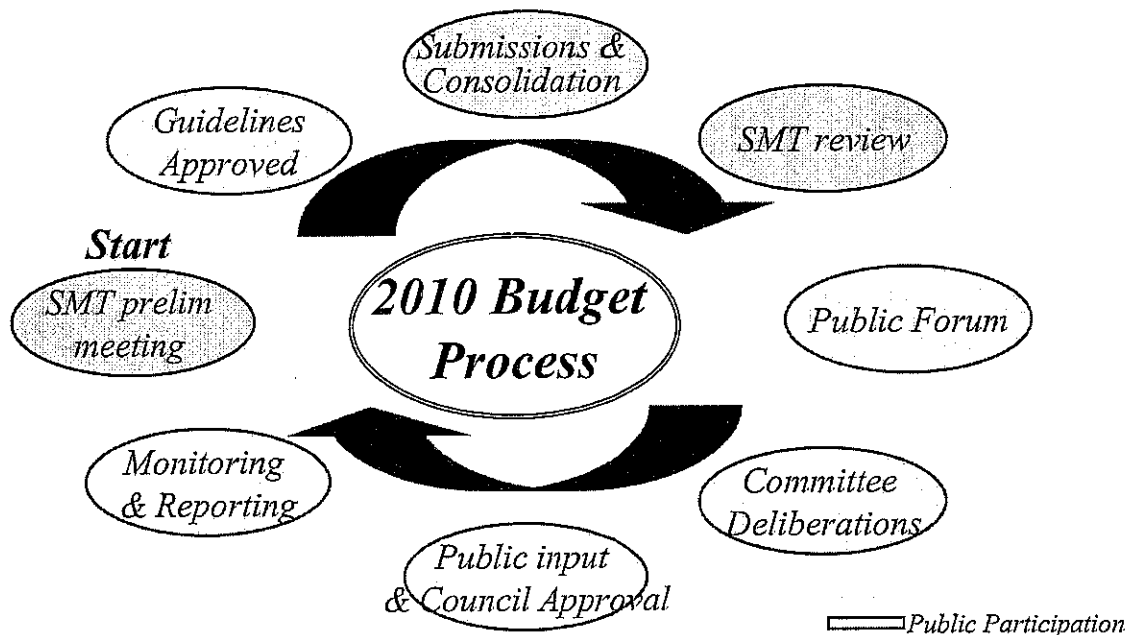 Submissions &
Consolidation
Guidelines
Approved
SMT review
Start
SMT prelim
meeting
2010 Budget
Process
Public Forum
Monitoring
& Reporting
Committee
Deliberations
Public input
& Council Approval
Public Participation